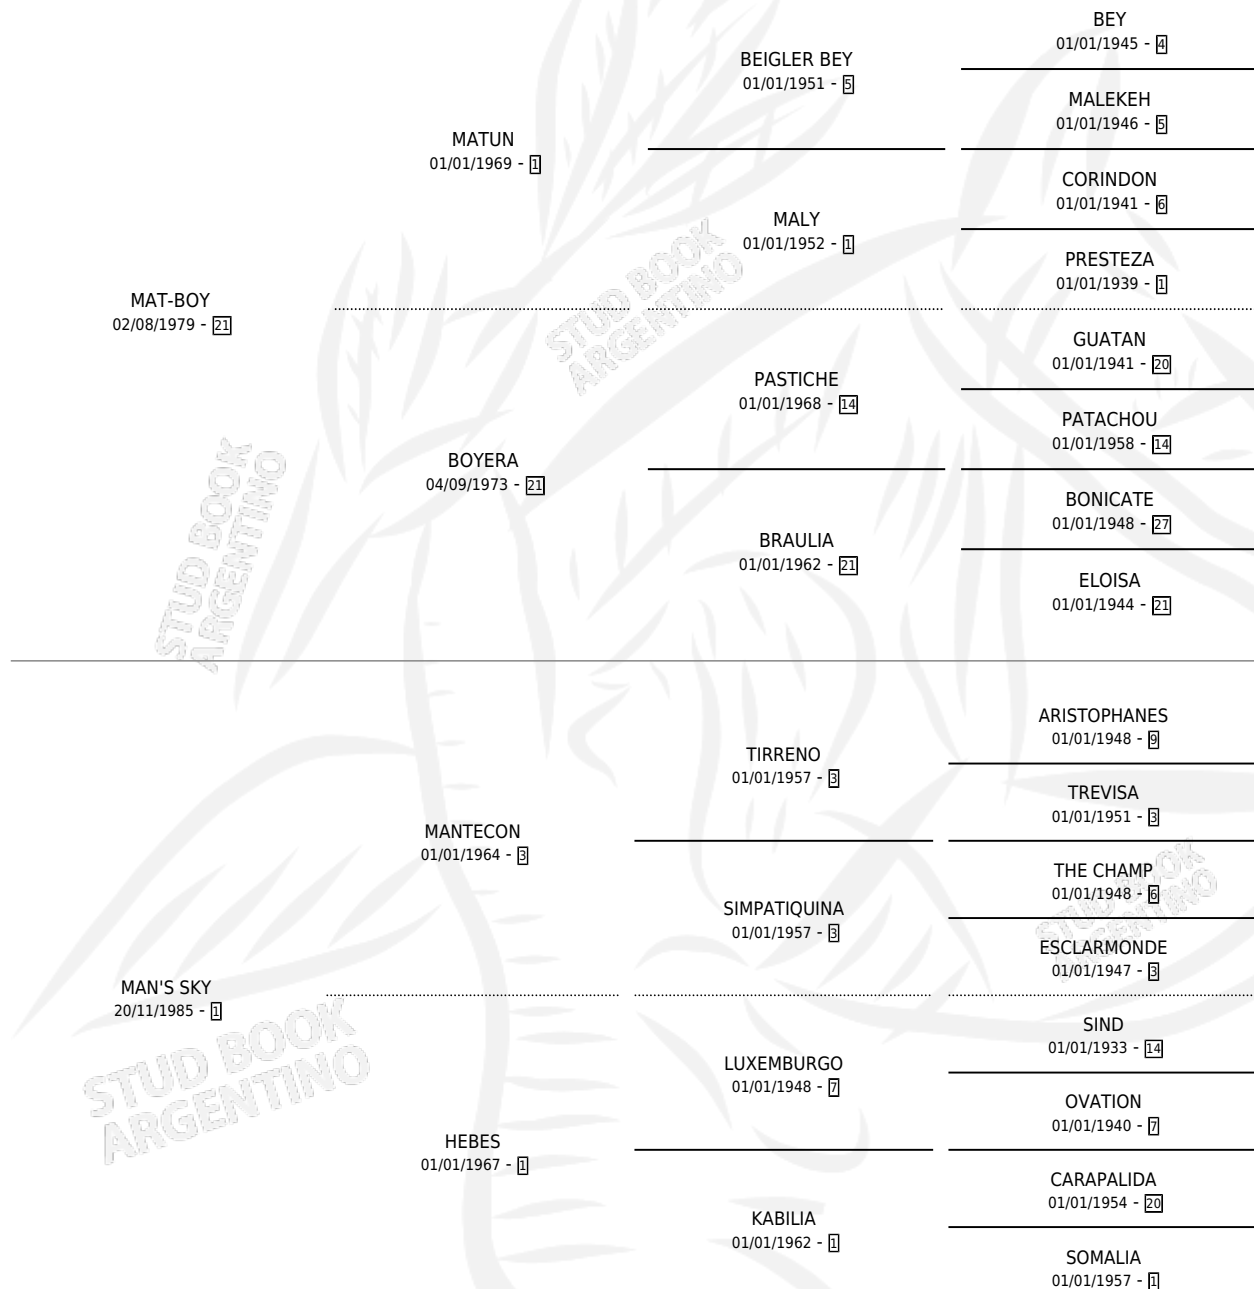 BEY
01/01/1945 - 4
BEIGLER BEY
01/01/1951 - 5
MALEKEH
01/01/1946 - 5
MATUN
01/01/1969 - 1
CORINDON
01/01/1941 - 6
MALY
01/01/1952 - 1
PRESTEZA
01/01/1939 - 1
MAT-BOY
02/08/1979 - 21
STUD BOOK
ARGENTINO
GUATAN
01/01/1941 - 20
PASTICHE
01/01/1968 - 14
PATACHOU
01/01/1958 - 14
BOYERA
04/09/1973 - 21
STUD BOOK
ARGENTINO
BONICATE
01/01/1948 - 27
BRAULIA
01/01/1962 - 21
ELOISA
01/01/1944 - 21
ARISTOPHANES
01/01/1948 - 9
TIRRENO
01/01/1957 - 3
TREVISA
01/01/1951 - 3
MANTECON
01/01/1964 - 3
THE CHAMP
01/01/1948 - 6
STUD BOOK
ARGENTINO
SIMPATIQUINA
01/01/1957 - 3
ESCLARMONDE
01/01/1947 - 3
MAN'S SKY
20/11/1985 - 1
STUD BOOK
ARGENTINO
SIND
01/01/1933 - 14
LUXEMBURGO
01/01/1948 - 7
OVATION
01/01/1940 - 7
HEBES
01/01/1967 - 1
CARAPALIDA
01/01/1954 - 20
KABILIA
01/01/1962 - 1
SOMALIA
01/01/1957 - 1